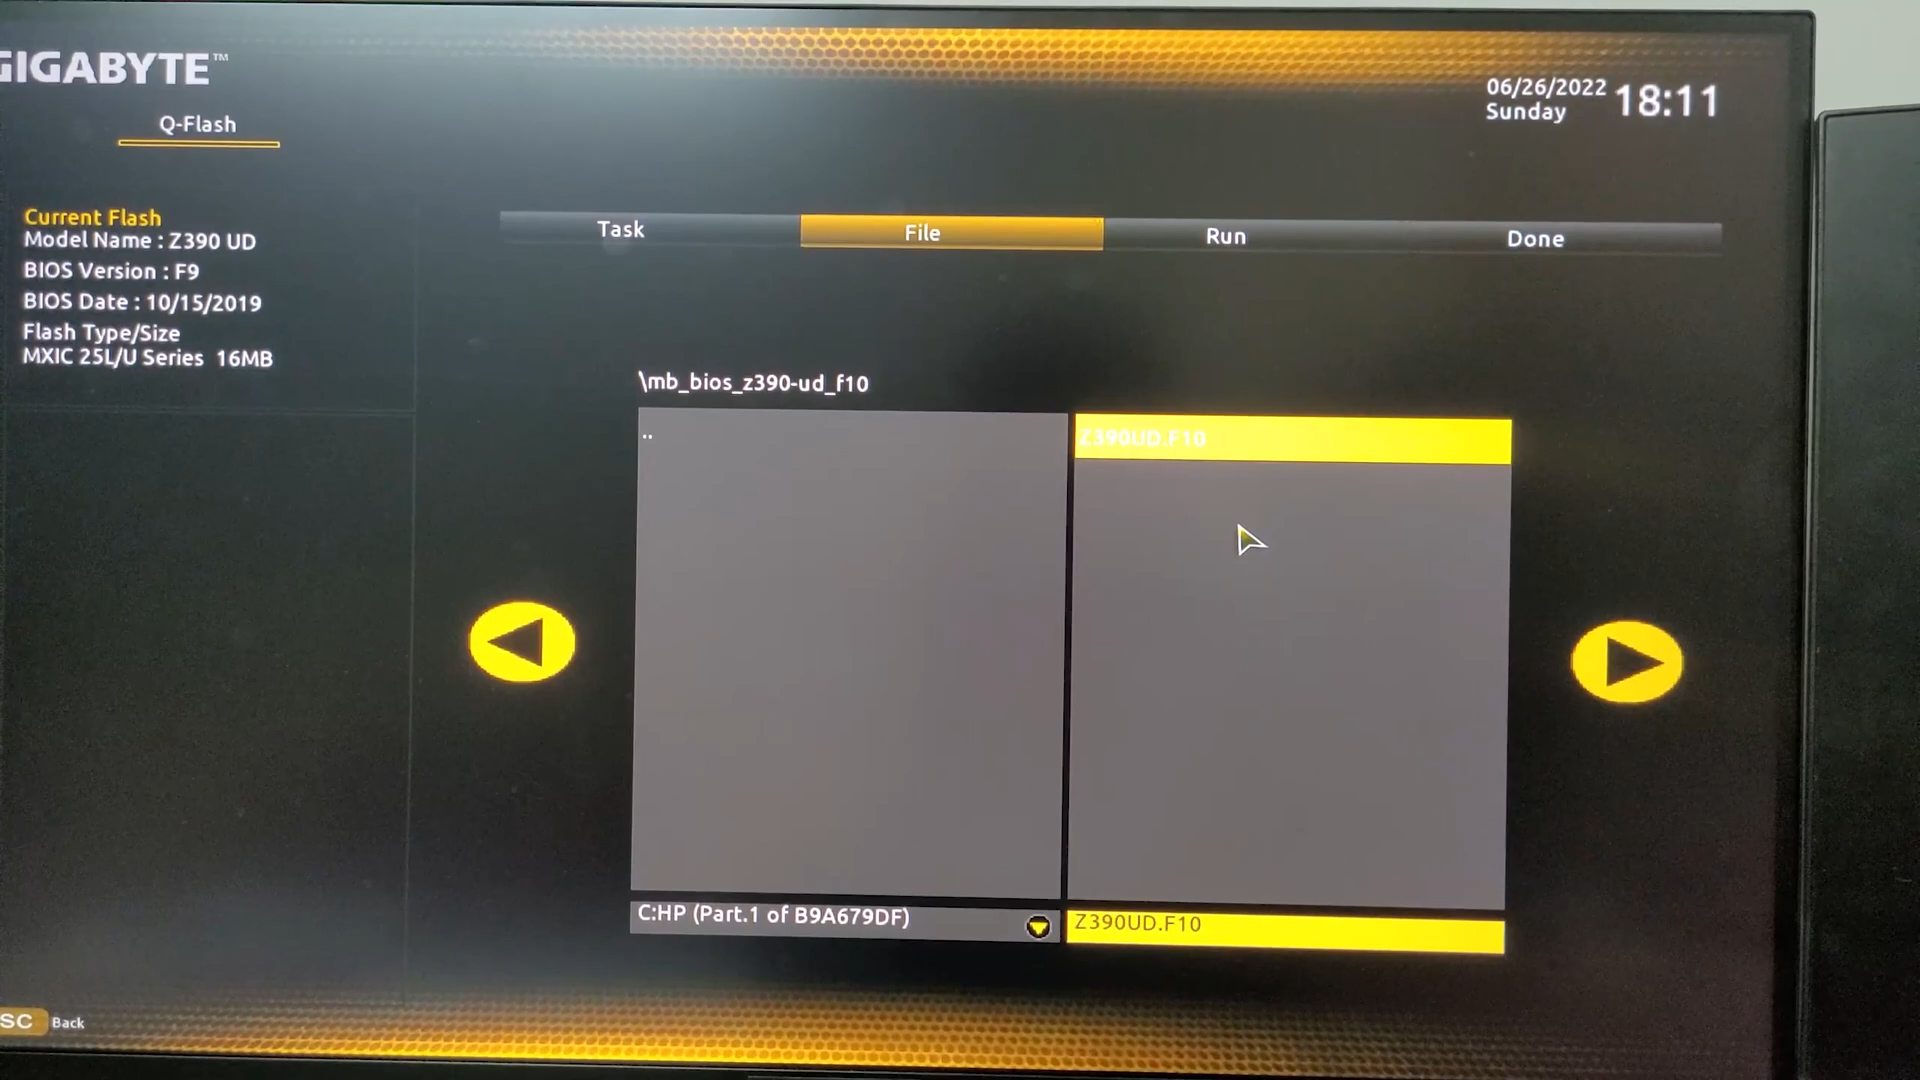 GIGABYTE™
06/26/2022
Sunday
18:11
Q-Flash
Current Flash
Model Name : Z390 UD
BIOS Version : F9
BIOS Date : 10/15/2019
Flash Type/Size
MXIC 25L/U Series 16MB
Task
File
Run
Done
\mb_bios_z390-ud_f10
..
Z390UD.F10
C:HP (Part.1 of B9A679DF)
Z390UD.F10
SC Back